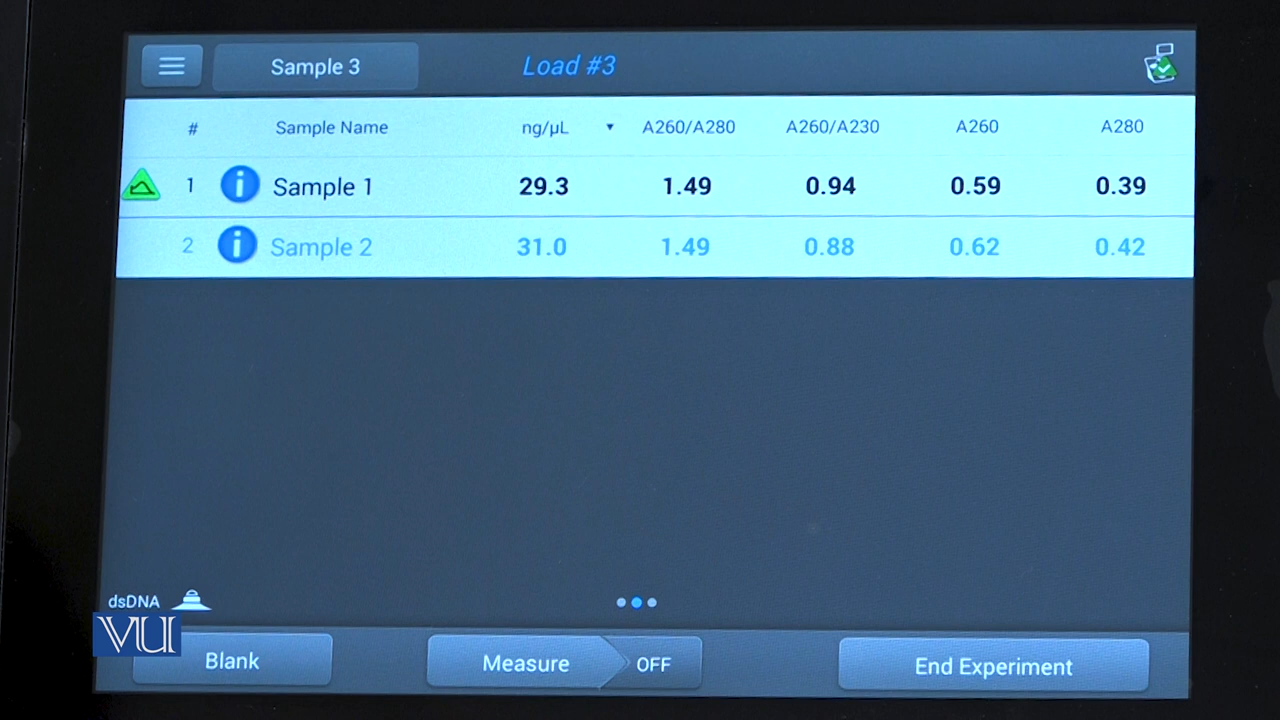 Sample 3 Load #3
# Sample Name ng/µL A260/A280 A260/A230 A260 A280
1 Sample 1 29.3 1.49 0.94 0.59 0.39
2 Sample 2 31.0 1.49 0.88 0.62 0.42
dsDNA
VU
Blank Measure OFF End Experiment